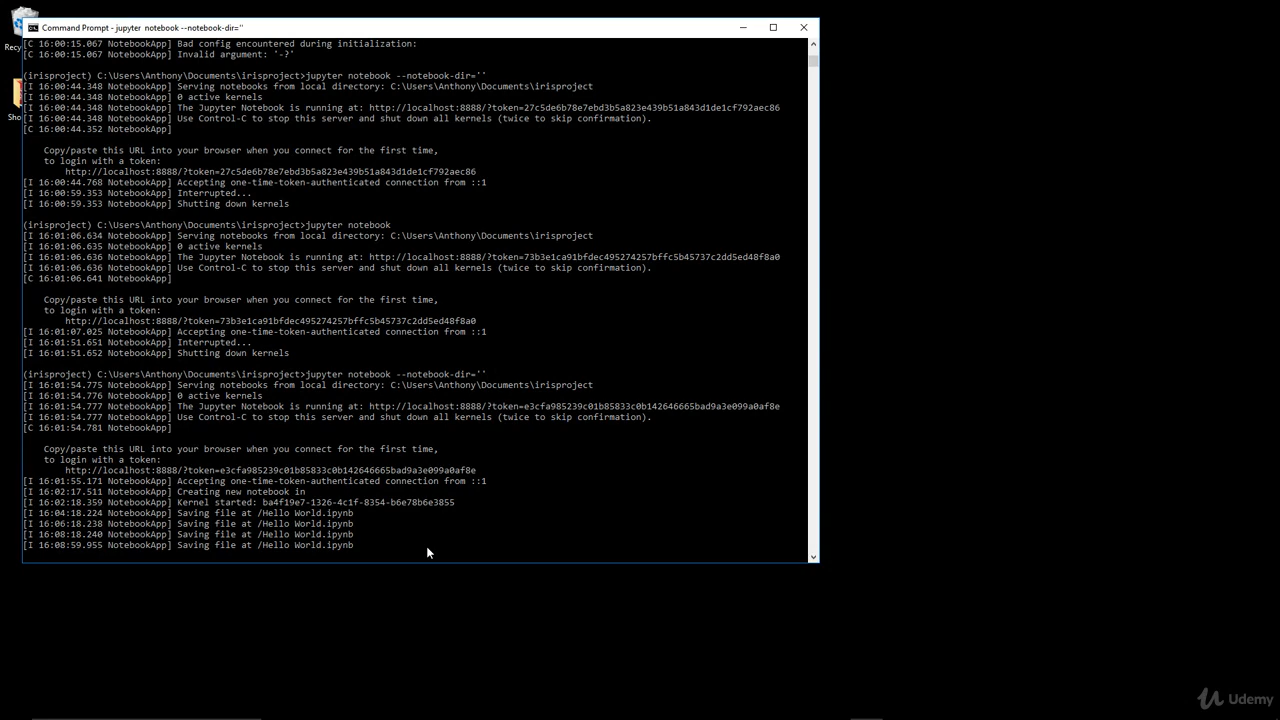 Command Prompt - jupyter notebook --notebook-dir=''
Recy
Sho
[C 16:00:15.067 NotebookApp] Bad config encountered during initialization:
[C 16:00:15.067 NotebookApp] Invalid argument: '-?'
(irisproject) C:\Users\Anthony\Documents\irisproject>jupyter notebook --notebook-dir=''
[I 16:00:44.348 NotebookApp] Serving notebooks from local directory: C:\Users\Anthony\Documents\irisproject
[I 16:00:44.348 NotebookApp] 0 active kernels
[I 16:00:44.348 NotebookApp] The Jupyter Notebook is running at: http://localhost:8888/?token=27c5de6b78e7ebd3b5a823e439b51a843d1de1cf792aec86
[I 16:00:44.348 NotebookApp] Use Control-C to stop this server and shut down all kernels (twice to skip confirmation).
[C 16:00:44.352 NotebookApp]
Copy/paste this URL into your browser when you connect for the first time,
to login with a token:
http://localhost:8888/?token=27c5de6b78e7ebd3b5a823e439b51a843d1de1cf792aec86
[I 16:00:44.768 NotebookApp] Accepting one-time-token-authenticated connection from ::1
[I 16:00:59.353 NotebookApp] Interrupted...
[I 16:00:59.353 NotebookApp] Shutting down kernels
(irisproject) C:\Users\Anthony\Documents\irisproject>jupyter notebook
[I 16:01:06.634 NotebookApp] Serving notebooks from local directory: C:\Users\Anthony\Documents\irisproject
[I 16:01:06.635 NotebookApp] 0 active kernels
[I 16:01:06.636 NotebookApp] The Jupyter Notebook is running at: http://localhost:8888/?token=73b3e1ca91bfdec495274257bffc5b45737c2dd5ed48f8a0
[I 16:01:06.636 NotebookApp] Use Control-C to stop this server and shut down all kernels (twice to skip confirmation).
[C 16:01:06.641 NotebookApp]
Copy/paste this URL into your browser when you connect for the first time,
to login with a token:
http://localhost:8888/?token=73b3e1ca91bfdec495274257bffc5b45737c2dd5ed48f8a0
[I 16:01:07.025 NotebookApp] Accepting one-time-token-authenticated connection from ::1
[I 16:01:51.651 NotebookApp] Interrupted...
[I 16:01:51.652 NotebookApp] Shutting down kernels
(irisproject) C:\Users\Anthony\Documents\irisproject>jupyter notebook --notebook-dir=''
[I 16:01:54.775 NotebookApp] Serving notebooks from local directory: C:\Users\Anthony\Documents\irisproject
[I 16:01:54.776 NotebookApp] 0 active kernels
[I 16:01:54.777 NotebookApp] The Jupyter Notebook is running at: http://localhost:8888/?token=e3cfa985239c01b85833c0b142646665bad9a3e099a0af8e
[I 16:01:54.777 NotebookApp] Use Control-C to stop this server and shut down all kernels (twice to skip confirmation).
[C 16:01:54.781 NotebookApp]
Copy/paste this URL into your browser when you connect for the first time,
to login with a token:
http://localhost:8888/?token=e3cfa985239c01b85833c0b142646665bad9a3e099a0af8e
[I 16:01:55.171 NotebookApp] Accepting one-time-token-authenticated connection from ::1
[I 16:02:17.511 NotebookApp] Creating new notebook in
[I 16:02:18.359 NotebookApp] Kernel started: ba4f19e7-1326-4c1f-8354-b6e78b6e3855
[I 16:04:18.224 NotebookApp] Saving file at /Hello World.ipynb
[I 16:06:18.238 NotebookApp] Saving file at /Hello World.ipynb
[I 16:08:18.240 NotebookApp] Saving file at /Hello World.ipynb
[I 16:08:59.955 NotebookApp] Saving file at /Hello World.ipynb
Udemy